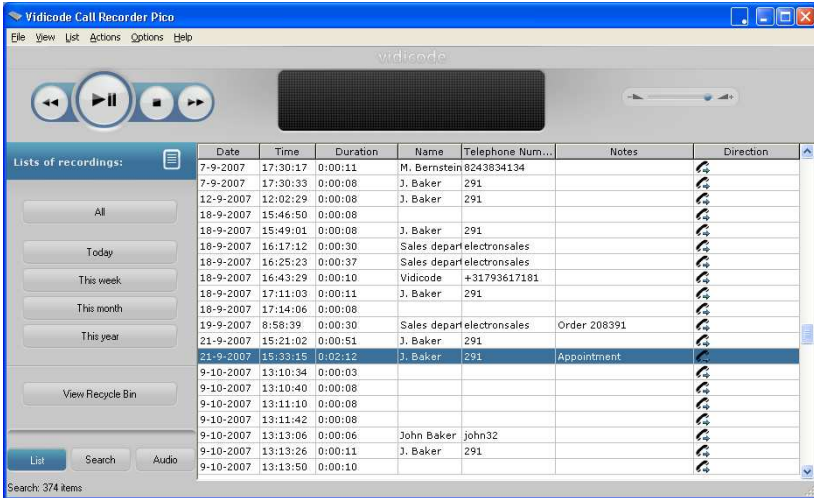 Vidicode Call Recorder Pico
File View List Actions Options Help
vidicode
Lists of recordings:
All
Today
This week
This month
This year
View Recycle Bin
List Search Audio
Date Time Duration Name Telephone Num... Notes Direction
7-9-2007 17:30:17 0:00:11 M. Bernstein 8243834134
7-9-2007 17:30:33 0:00:08 J. Baker 291
12-9-2007 12:02:29 0:00:08 J. Baker 291
18-9-2007 15:46:50 0:00:08
18-9-2007 15:49:01 0:00:08 J. Baker 291
18-9-2007 16:17:12 0:00:30 Sales depart electronsales
18-9-2007 16:25:23 0:00:37 Sales depart electronsales
18-9-2007 16:43:29 0:00:10 Vidicode +31793617181
18-9-2007 17:11:03 0:00:11 J. Baker 291
18-9-2007 17:14:06 0:00:08
19-9-2007 8:58:39 0:00:30 Sales depart electronsales Order 208391
21-9-2007 15:21:02 0:00:51 J. Baker 291
21-9-2007 15:33:15 0:02:12 J. Baker 291 Appointment
9-10-2007 13:10:34 0:00:03
9-10-2007 13:10:40 0:00:08
9-10-2007 13:11:10 0:00:08
9-10-2007 13:11:42 0:00:08
9-10-2007 13:13:06 0:00:06 John Baker john32
9-10-2007 13:13:26 0:00:11 J. Baker 291
9-10-2007 13:13:50 0:00:10
Search: 374 items